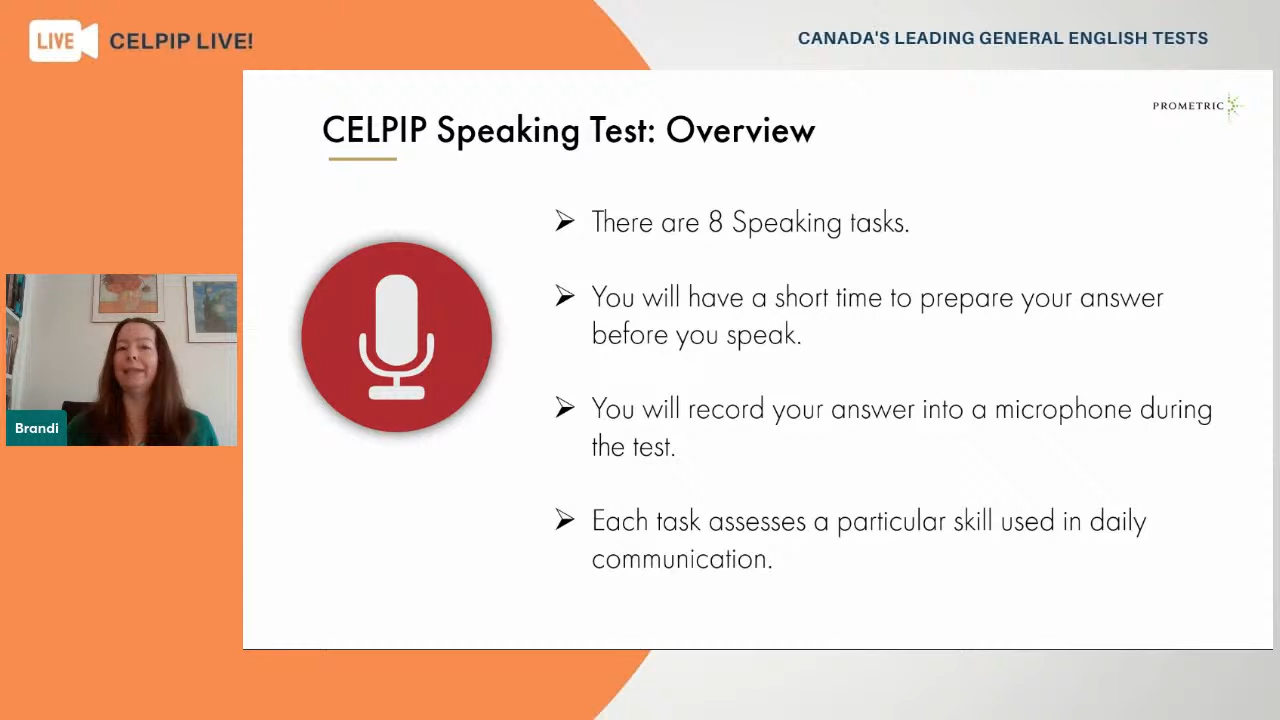 LIVE
CELPIP LIVE!
CANADA'S LEADING GENERAL ENGLISH TESTS
PROMETRIC
CELPIP Speaking Test: Overview
There are 8 Speaking tasks.
You will have a short time to prepare your answer
before you speak.
You will record your answer into a microphone during
the test.
Each task assesses a particular skill used in daily
communication.
Brandi